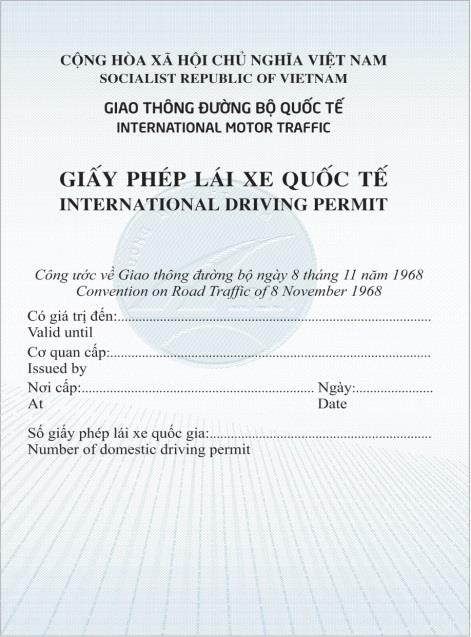 CỘNG HÒA XÃ HỘI CHỦ NGHĨA VIỆT NAM
SOCIALIST REPUBLIC OF VIETNAM
GIAO THÔNG ĐƯỜNG BỘ QUỐC TẾ
INTERNATIONAL MOTOR TRAFFIC
GIẤY PHÉP LÁI XE QUỐC TẾ
INTERNATIONAL DRIVING PERMIT
Công ước về Giao thông đường bộ ngày 8 tháng 11 năm 1968
Convention on Road Traffic of 8 November 1968
Có giá trị đến:
Valid until
Cơ quan cấp:
Issued by
Nơi cấp: Ngày:
At Date
Số giấy phép lái xe quốc gia:
Number of domestic driving permit